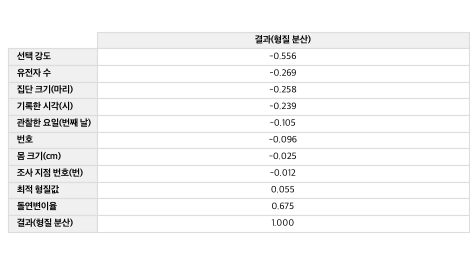 결과(형질 분산)
선택 강도 -0.556
유전자 수 -0.269
집단 크기(마리) -0.258
기록한 시각(시) -0.239
관찰한 요일(번째 날) -0.105
번호 -0.096
몸 크기(cm) -0.025
조사 지점 번호(번) -0.012
최적 형질값 0.055
돌연변이율 0.675
결과(형질 분산) 1.000